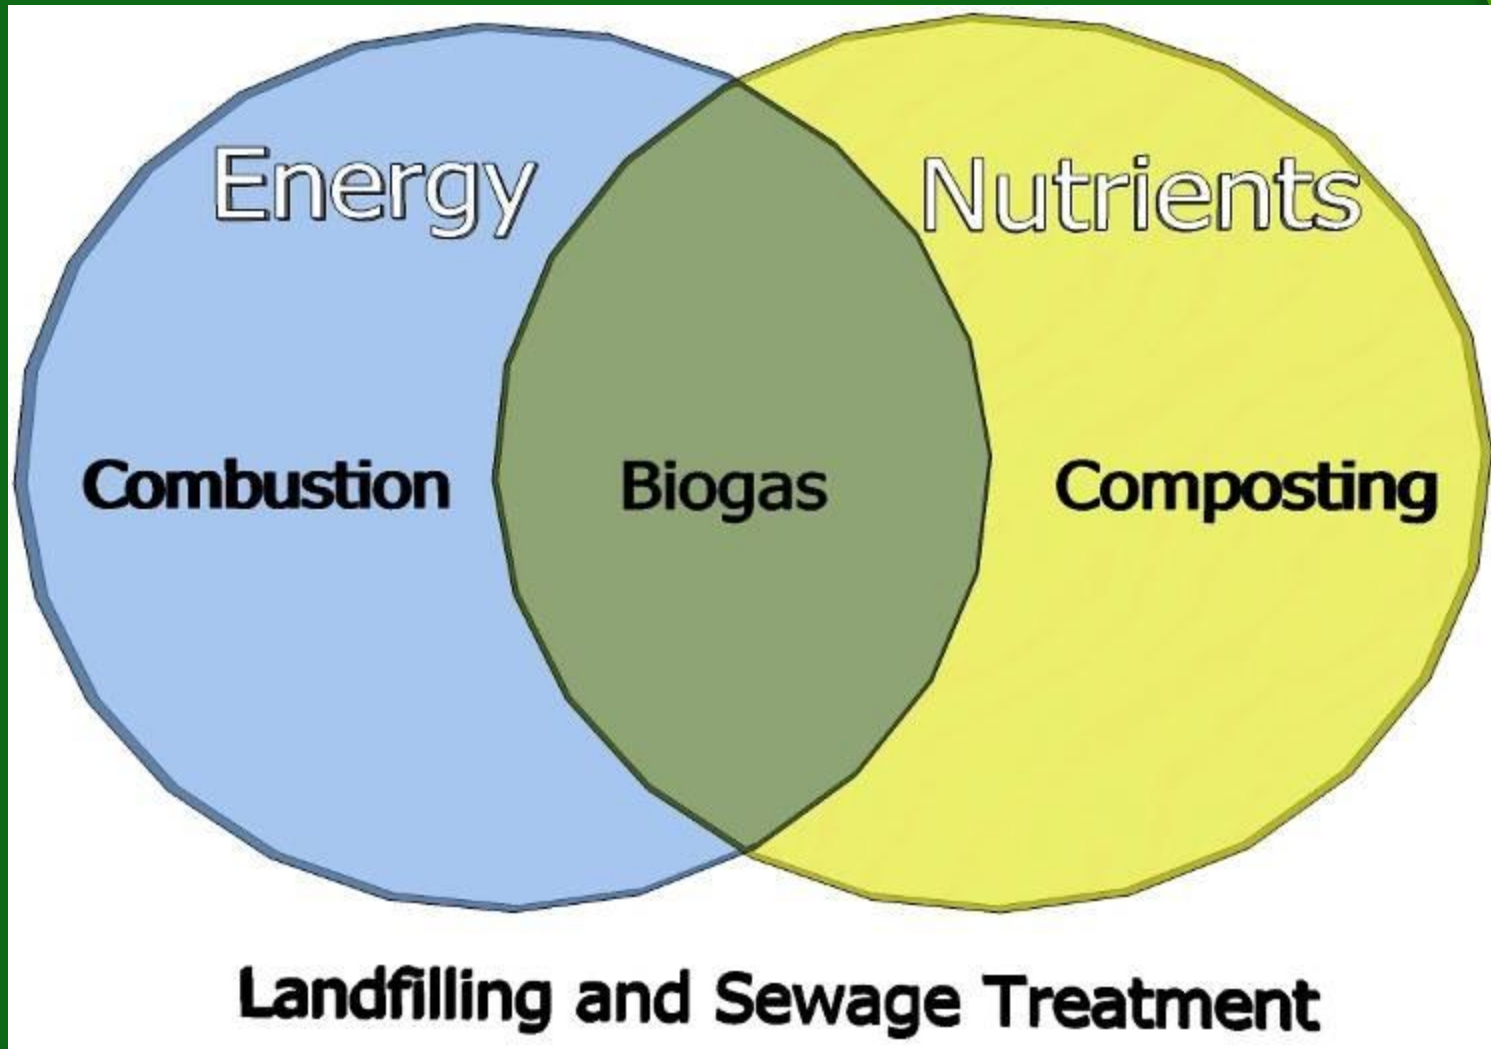 Energy
Nutrients
Combustion
Biogas
Composting
Landfilling and Sewage Treatment